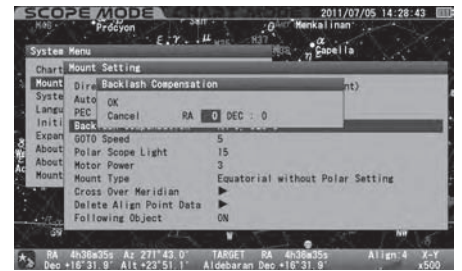 SCOPE MODE
2011/07/05 14:28:43
Procyon
Menkalinan
Capella
System Menu
Chart
Mount Setting
Mount
Dire
Backlash Compensation
nt)
Syste
Auto
OK
Langu
PEC
Cancel RA 0 DEC : 0
Initi
Back
Expan
GOTO Speed 5
About
Polar Scope Light 15
About
Motor Power 3
Mount
Mount Type Equatorial without Polar Setting
Cross Over Meridian ▶
Delete Align Point Data ▶
Following Object ON
SW W NW
RA 4h36m35s Az 271°43.0' TARGET RA 4h36m35s Align:4 X-Y
Dec +16°31.9' Alt +23°51.1' Aldebaran Dec +16°31.9' x500